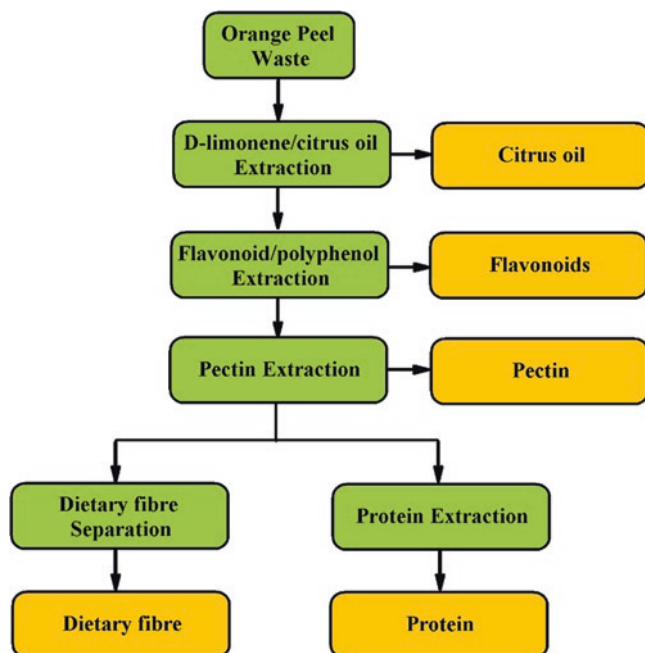 Orange Peel
Waste
D-limonene/citrus oil
Extraction
Citrus oil
Flavonoid/polyphenol
Extraction
Flavonoids
Pectin Extraction
Pectin
Dietary fibre
Separation
Protein Extraction
Dietary fibre
Protein